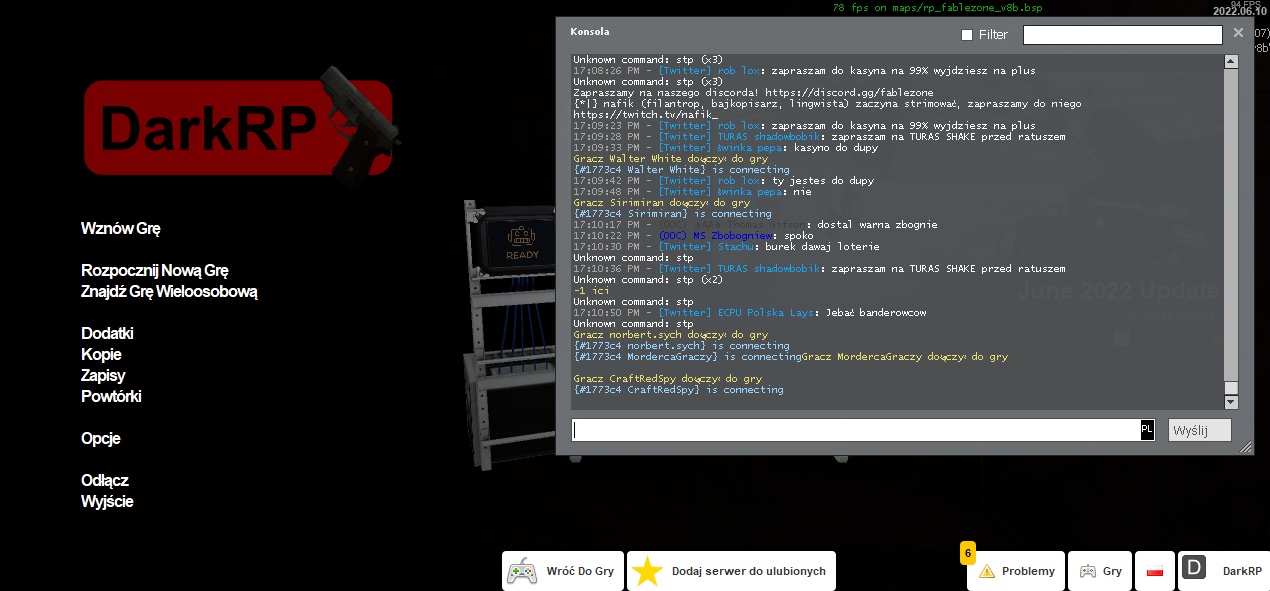 78 fps on maps/rp_fablezone_v8b.bsp
94 FPS
2022.06.10
DarkRP
Wznów Grę
Rozpocznij Nową Grę
Znajdź Grę Wieloosobową
Dodatki
Kopie
Zapisy
Powtórki
Opcje
Odłącz
Wyjście
READY
Konsola
Filter
Unknown command: stp (x3)
17:08:26 PM - [Twitter] rob lox: zapraszam do kasyna na 99% wyjdziesz na plus
Unknown command: stp (x3)
Zapraszamy na naszego discorda! https://discord.gg/fablezone
{*|} nafik (filantrop, bajkopisarz, lingwista) zaczyna strimować, zapraszamy do niego
https://twitch.tv/nafik_
17:09:23 PM - [Twitter] rob lox: zapraszam do kasyna na 99% wyjdziesz na plus
17:09:28 PM - [Twitter] TURAS shadowbobik: zapraszam na TURAS SHAKE przed ratuszem
17:09:33 PM - [Twitter] świnka pepa: kasyno do dupy
Gracz Walter White dołączył do gry
{#1773c4 Walter White} is connecting
17:09:42 PM - [Twitter] rob lox: ty jestes do dupy
17:09:48 PM - [Twitter] świnka pepa: nie
Gracz Sirimiran dołączył do gry
{#1773c4 Sirimiran} is connecting
17:10:17 PM - (OOC) Thomas : dostal warna zbognie
17:10:22 PM - (OOC) MS Zbobogniew: spoko
17:10:30 PM - [Twitter] Stachu: burek dawaj loterie
Unknown command: stp
17:10:36 PM - [Twitter] TURAS shadowbobik: zapraszam na TURAS SHAKE przed ratuszem
Unknown command: stp (x2)
-1 ici
Unknown command: stp
17:10:50 PM - [Twitter] ECPU Polska Lays: Jebać banderowcow
Unknown command: stp
Gracz norbert.sych dołączył do gry
{#1773c4 norbert.sych} is connecting
{#1773c4 MordercaGraczy} is connectingGracz MordercaGraczy dołączył do gry
Gracz CraftRedSpy dołączył do gry
{#1773c4 CraftRedSpy} is connecting
June 2022 Update
PL
Wyślij
Wróć Do Gry
Dodaj serwer do ulubionych
6
Problemy
Gry
D
DarkRP